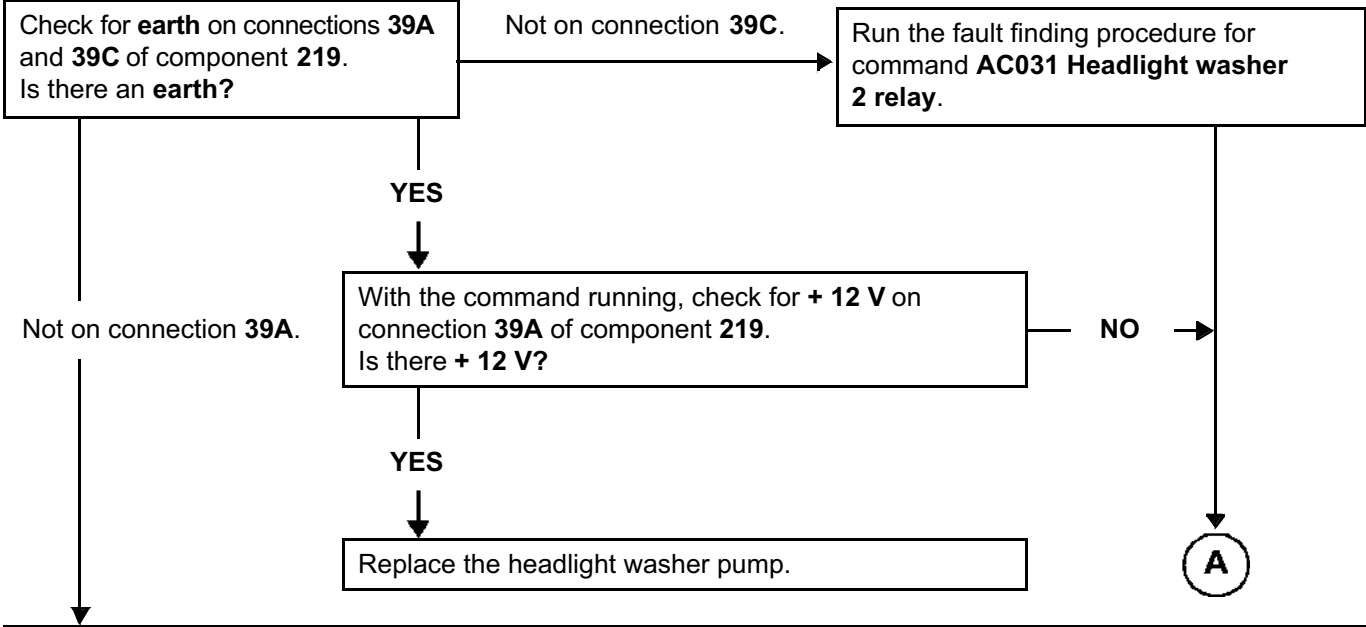 Check for earth on connections 39A
and 39C of component 219.
Is there an earth?
Not on connection 39C.
Run the fault finding procedure for
command AC031 Headlight washer
2 relay.
YES
Not on connection 39A.
With the command running, check for + 12 V on
connection 39A of component 219.
Is there + 12 V?
NO
YES
Replace the headlight washer pump.
A